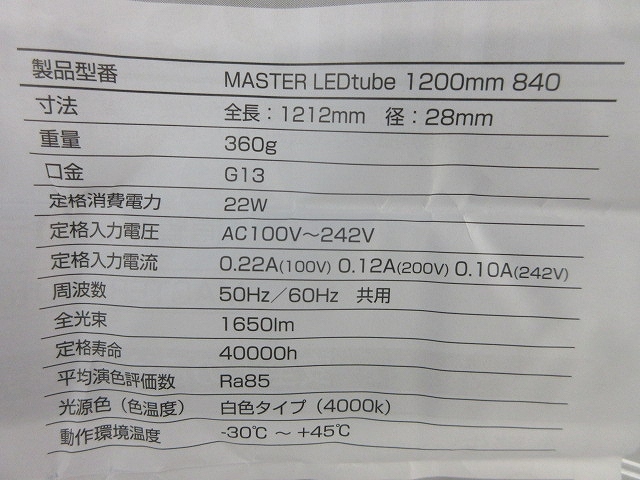 製品型番 MASTER LEDtube 1200mm 840
寸法 全長：1212mm 径：28mm
重量 360g
口金 G13
定格消費電力 22W
定格入力電圧 AC100V～242V
定格入力電流 0.22A(100V) 0.12A(200V) 0.10A(242V)
周波数 50Hz／60Hz 共用
全光束 1650lm
定格寿命 40000h
平均演色評価数 Ra85
光源色（色温度） 白色タイプ（4000k）
動作環境温度 -30℃ ～ +45℃